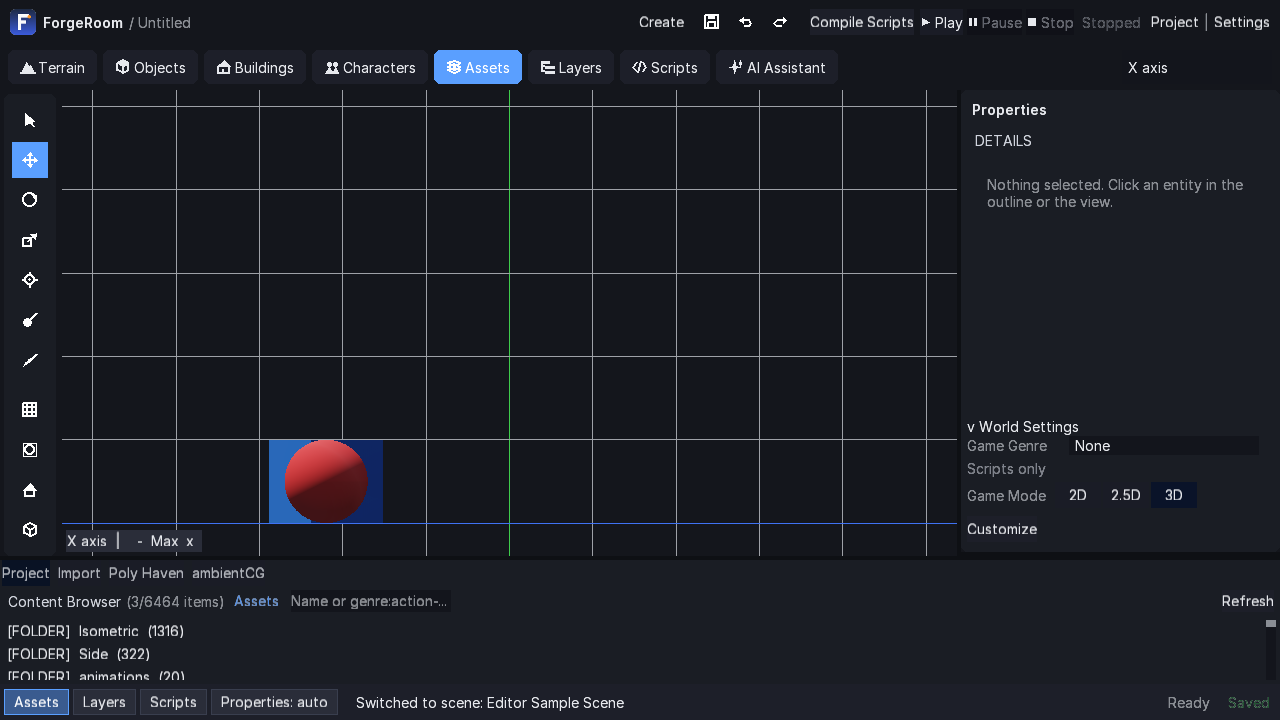 F ForgeRoom / Untitled
Create
Compile Scripts Play Pause Stop Stopped Project | Settings
Terrain Objects Buildings Characters Assets Layers Scripts AI Assistant X axis
Properties
DETAILS
Nothing selected. Click an entity in the
outline or the view.
v World Settings
Game Genre None
Scripts only
Game Mode 2D 2.5D 3D
Customize
X axis | - Max x
Project Import Poly Haven ambientCG
Content Browser (3/6464 items) Assets Name or genre:action-... Refresh
[FOLDER] Isometric (1316)
[FOLDER] Side (322)
[FOLDER] animations (20)
Assets Layers Scripts Properties: auto Switched to scene: Editor Sample Scene Ready Saved